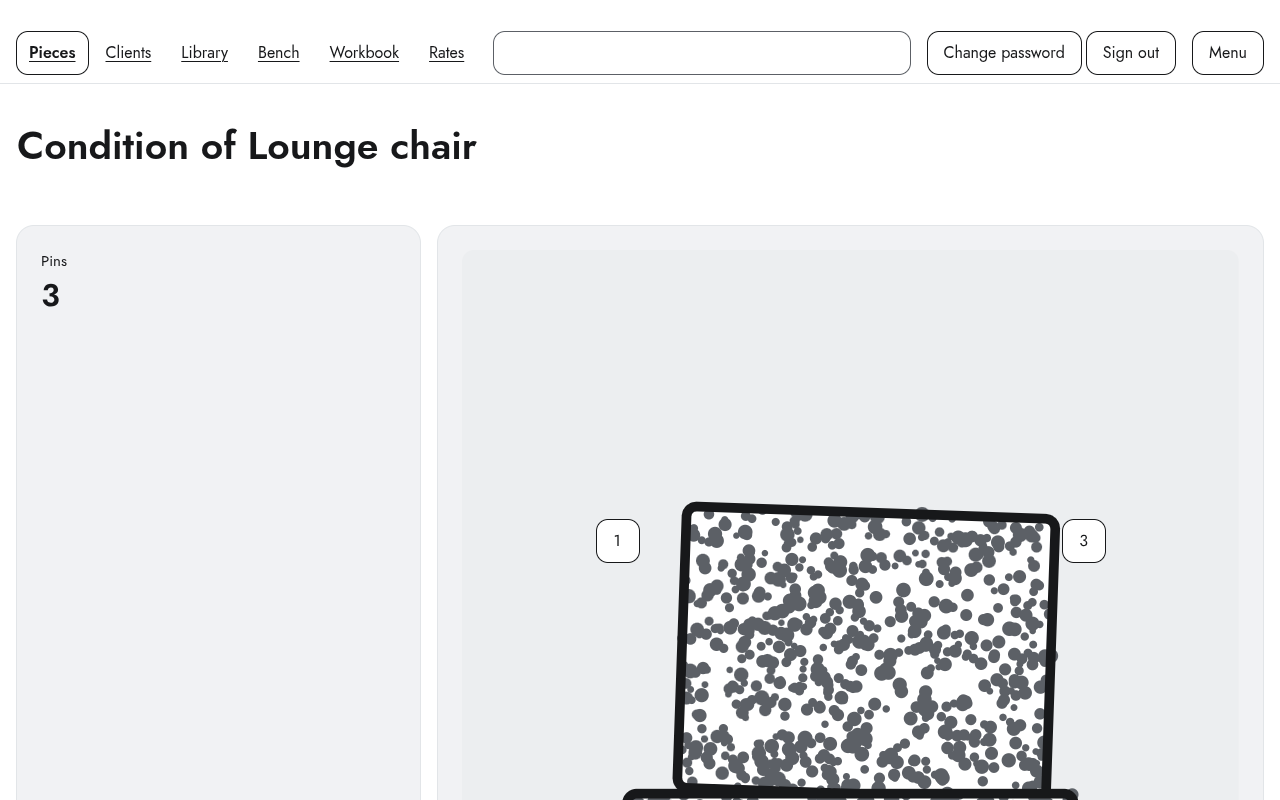 Pieces Clients Library Bench Workbook Rates Change password Sign out Menu
Condition of Lounge chair
Pins
3
1 3